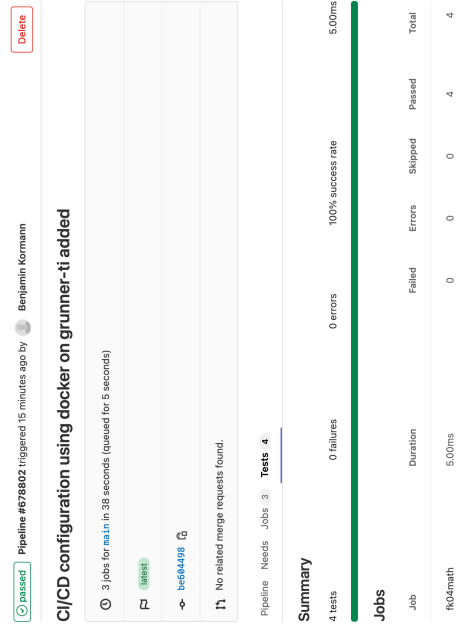 passed Pipeline #678802 triggered 15 minutes ago by Benjamin Kormann Delete
CI/CD configuration using docker on grunner-ti added
3 jobs for main in 38 seconds (queued for 5 seconds)
latest
be604498
No related merge requests found.
Pipeline Needs Jobs 3 Tests 4
Summary
4 tests 0 failures 0 errors 100% success rate 5.00ms
Jobs
Job Duration Failed Errors Skipped Passed Total
fk04math 5.00ms 0 0 0 4 4